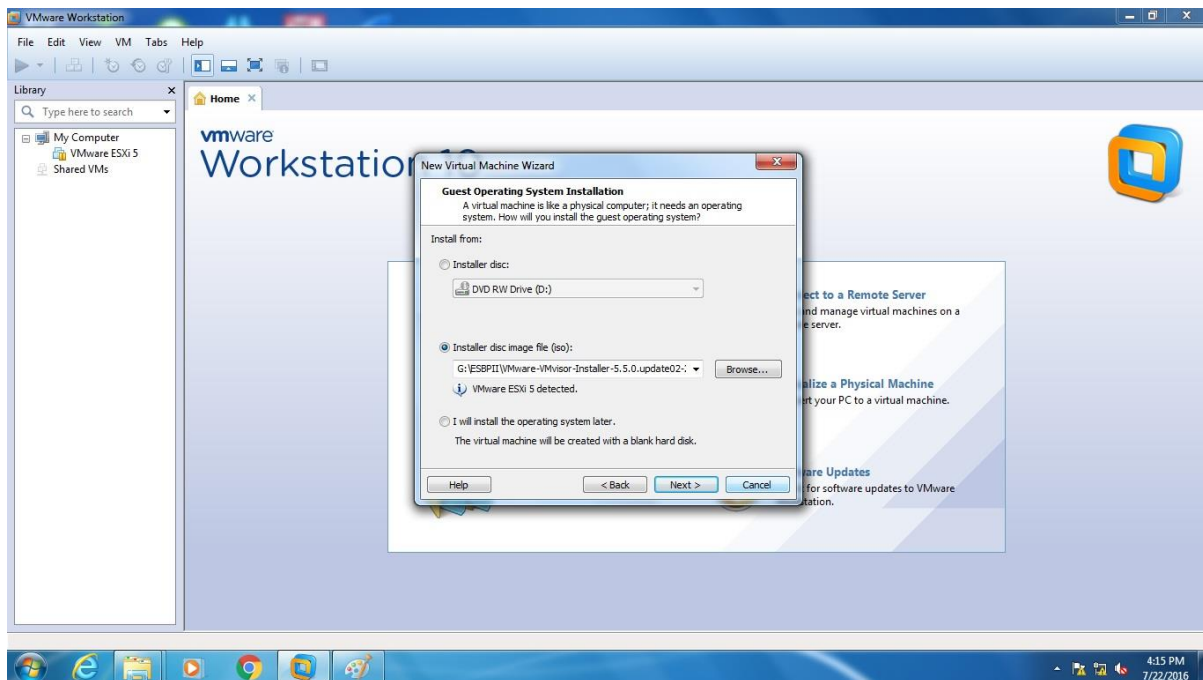 VMware Workstation
File Edit View VM Tabs Help
Library
Type here to search
My Computer
VMware ESXi 5
Shared VMs
Home
vmware
Workstation 10
New Virtual Machine Wizard
Guest Operating System Installation
A virtual machine is like a physical computer; it needs an operating
system. How will you install the guest operating system?
Install from:
Installer disc:
DVD RW Drive (D:)
Installer disc image file (iso):
G:\ESBPII\VMware-VMvisor-Installer-5.5.0.update02-
Browse...
VMware ESXi 5 detected.
I will install the operating system later.
The virtual machine will be created with a blank hard disk.
Help
< Back
Next >
Cancel
ect to a Remote Server
nd manage virtual machines on a
e server.
alize a Physical Machine
ert your PC to a virtual machine.
are Updates
for software updates to VMware
tation.
4:15 PM
7/22/2016